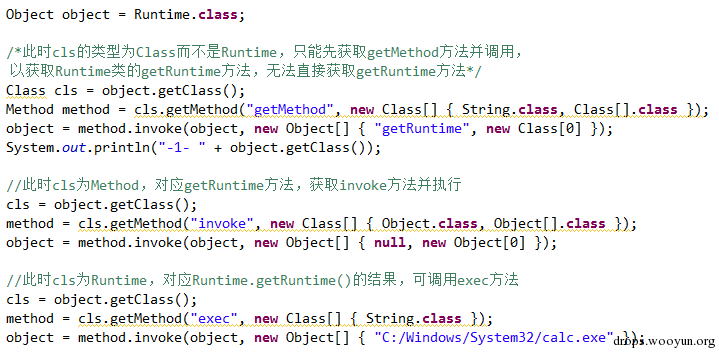 Object object = Runtime.class;
/*此时cls的类型为Class而不是Runtime，只能先获取getMethod方法并调用，
以获取Runtime类的getRuntime方法，无法直接获取getRuntime方法*/
Class cls = object.getClass();
Method method = cls.getMethod("getMethod", new Class[] { String.class, Class[].class });
object = method.invoke(object, new Object[] { "getRuntime", new Class[0] });
System.out.println("-1- " + object.getClass());
//此时cls为Method，对应getRuntime方法，获取invoke方法并执行
cls = object.getClass();
method = cls.getMethod("invoke", new Class[] { Object.class, Object[].class });
object = method.invoke(object, new Object[] { null, new Object[0] });
//此时cls为Runtime，对应Runtime.getRuntime()的结果，可调用exec方法
cls = object.getClass();
method = cls.getMethod("exec", new Class[] { String.class });
object = method.invoke(object, new Object[] { "C:/Windows/System32/calc.exe" });
drops.wooyun.org